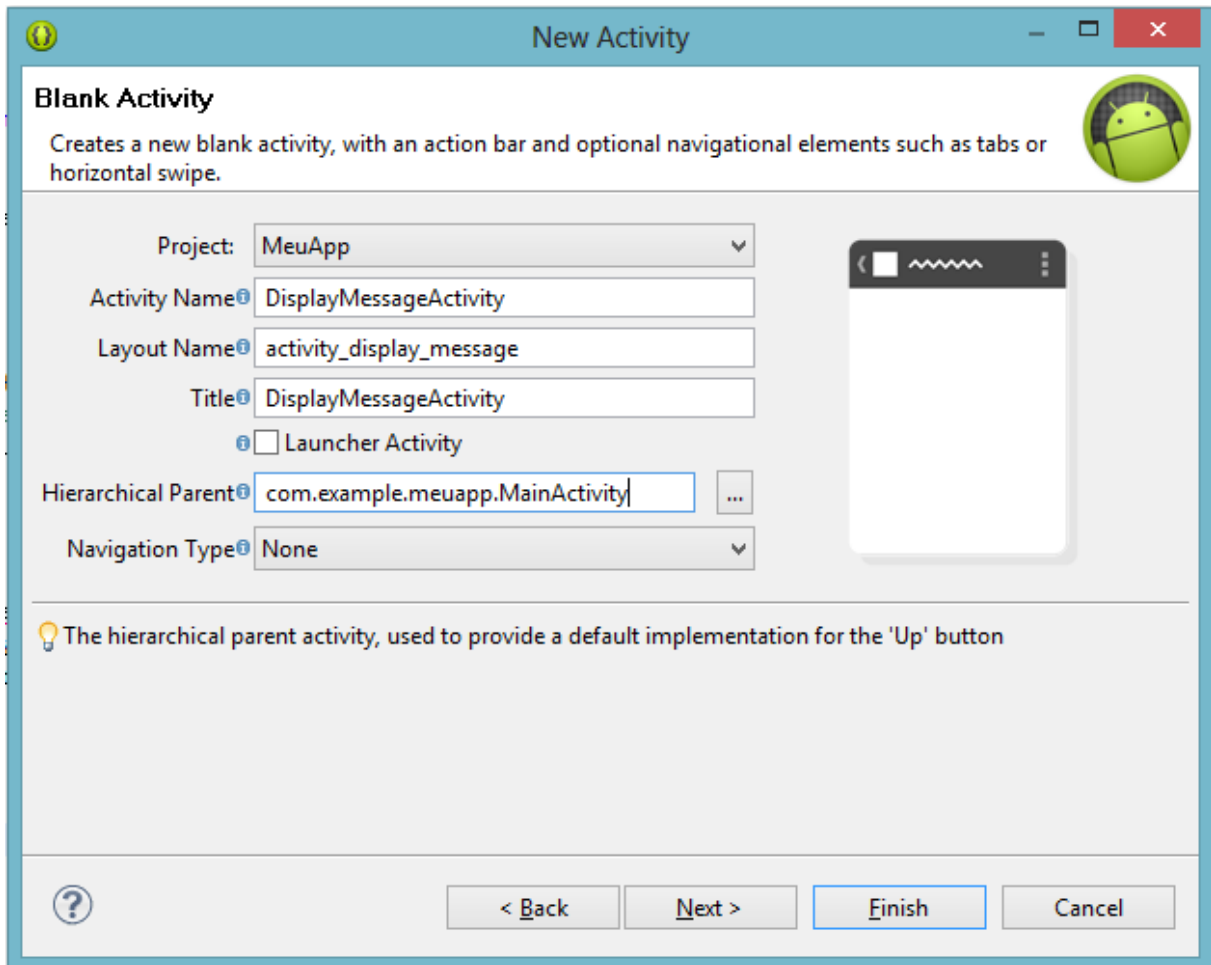 New Activity
Blank Activity
Creates a new blank activity, with an action bar and optional navigational elements such as tabs or
horizontal swipe.
Project: MeuApp
Activity Name DisplayMessageActivity
Layout Name activity_display_message
Title DisplayMessageActivity
Launcher Activity
Hierarchical Parent com.example.meuapp.MainActivity ...
Navigation Type None
The hierarchical parent activity, used to provide a default implementation for the 'Up' button
? < Back Next > Finish Cancel